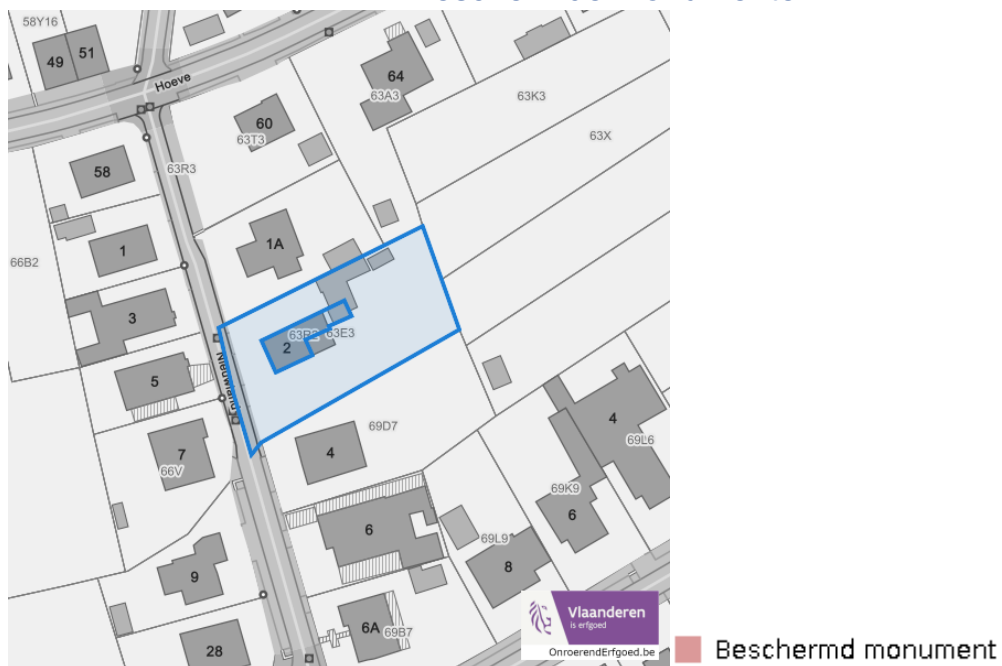 58Y16
49
51
Hoeve
64
63A3
63K3
60
63T3
63X
58
63R3
1
1A
66B2
3
63E3
2
5
Nieuwland
4
69D7
4
69L6
7
66V
69K9
6
6
69L9
8
9
6A
69B7
28
Vlaanderen
is erfgoed
OnroerendErfgoed.be
Beschermd monument